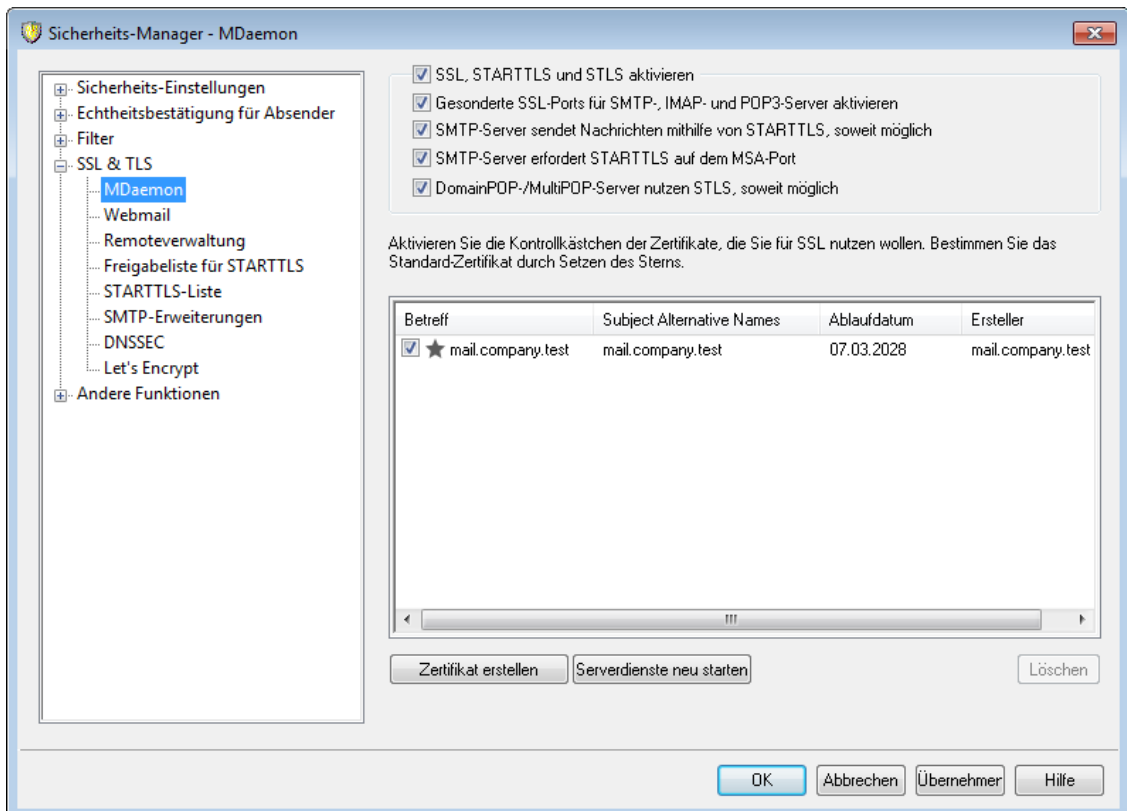 Sicherheits-Manager - MDaemon
Sicherheits-Einstellungen
Echtheitsbestätigung für Absender
Filter
SSL & TLS
MDaemon
Webmail
Remoteverwaltung
Freigabeliste für STARTTLS
STARTTLS-Liste
SMTP-Erweiterungen
DNSSEC
Let's Encrypt
Andere Funktionen
SSL, STARTTLS und STLS aktivieren
Gesonderte SSL-Ports für SMTP-, IMAP- und POP3-Server aktivieren
SMTP-Server sendet Nachrichten mithilfe von STARTTLS, soweit möglich
SMTP-Server erfordert STARTTLS auf dem MSA-Port
DomainPOP-/MultiPOP-Server nutzen STLS, soweit möglich
Aktivieren Sie die Kontrollkästchen der Zertifikate, die Sie für SSL nutzen wollen. Bestimmen Sie das
Standard-Zertifikat durch Setzen des Sterns.
Betreff Subject Alternative Names Ablaufdatum Ersteller
mail.company.test mail.company.test 07.03.2028 mail.company.test
Zertifikat erstellen Serverdienste neu starten Löschen
OK Abbrechen Übernehmer Hilfe